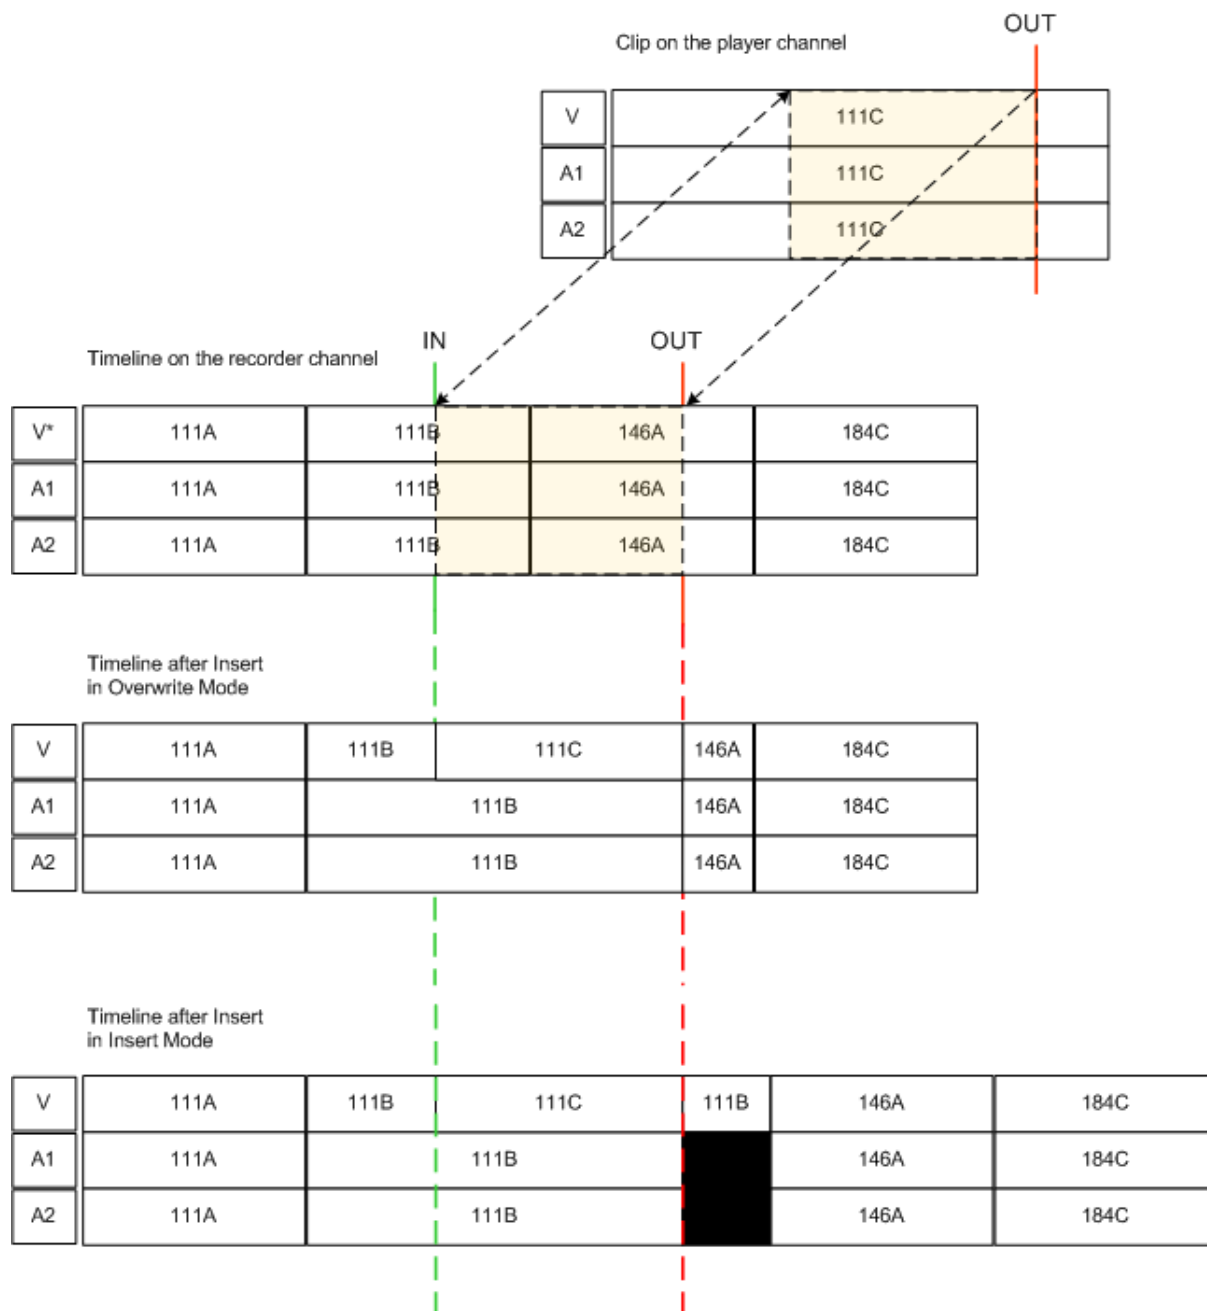 OUT
Clip on the player channel
V 111C
A1 111C
A2 111C
IN OUT
Timeline on the recorder channel
V* 111A 111B 146A 184C
A1 111A 111B 146A 184C
A2 111A 111B 146A 184C
Timeline after Insert
in Overwrite Mode
V 111A 111B 111C 146A 184C
A1 111A 111B 146A 184C
A2 111A 111B 146A 184C
Timeline after Insert
in Insert Mode
V 111A 111B 111C 111B 146A 184C
A1 111A 111B 146A 184C
A2 111A 111B 146A 184C